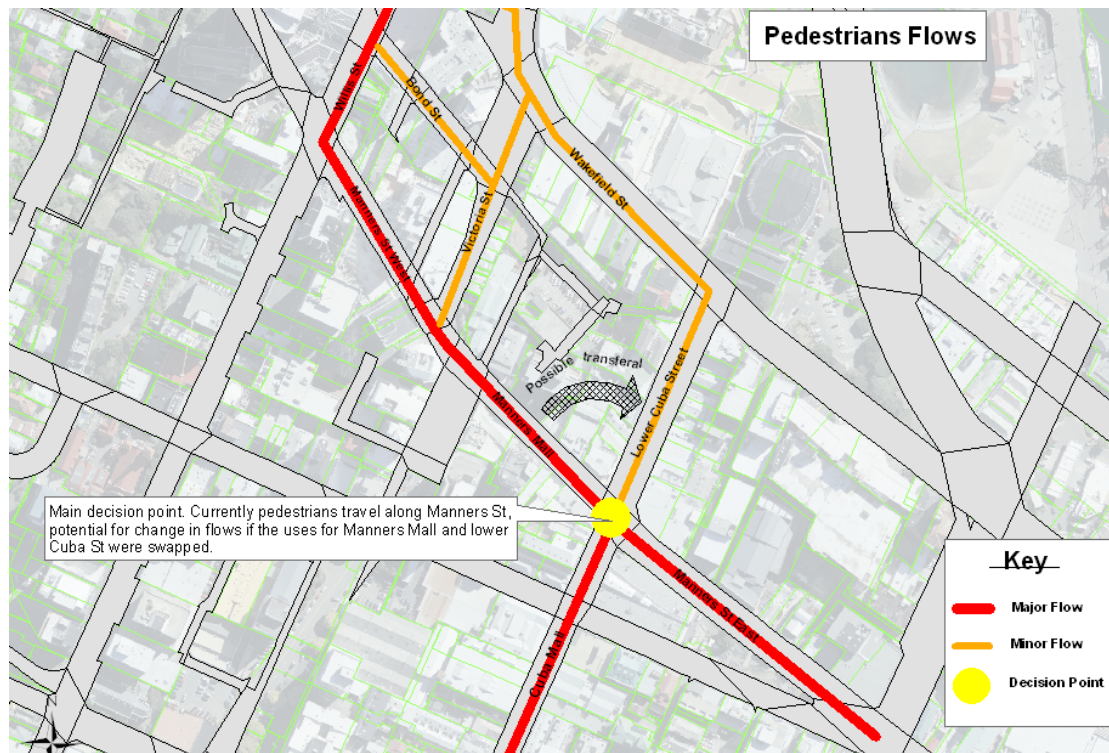 Pedestrians Flows
Willis St
Bond St
Wakefield St
Victoria St
Manners St West
Possible transferal
Manners Mall
Lower Cuba Street
Main decision point. Currently pedestrians travel along Manners St,
potential for change in flows if the uses for Manners Mall and lower
Cuba St were swapped.
Manners St East
Cuba Mall
Key
Major Flow
Minor Flow
Decision Point